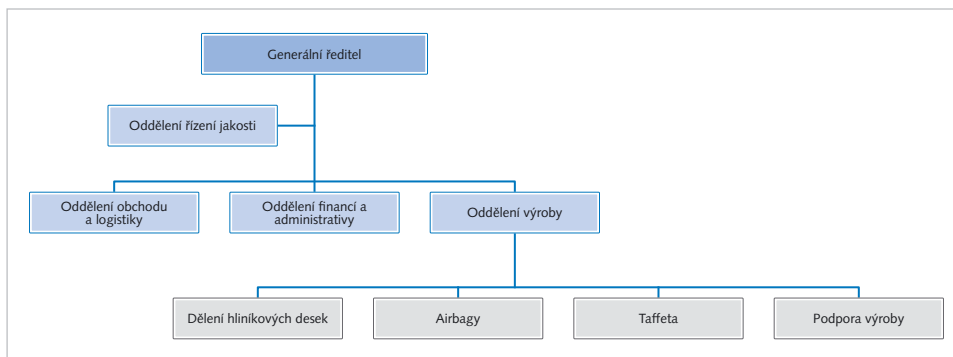 Generální ředitel
Oddělení řízení jakosti
Oddělení obchodu
a logistiky
Oddělení financí a
administrativy
Oddělení výroby
Dělení hliníkových desek
Airbagy
Taffeta
Podpora výroby